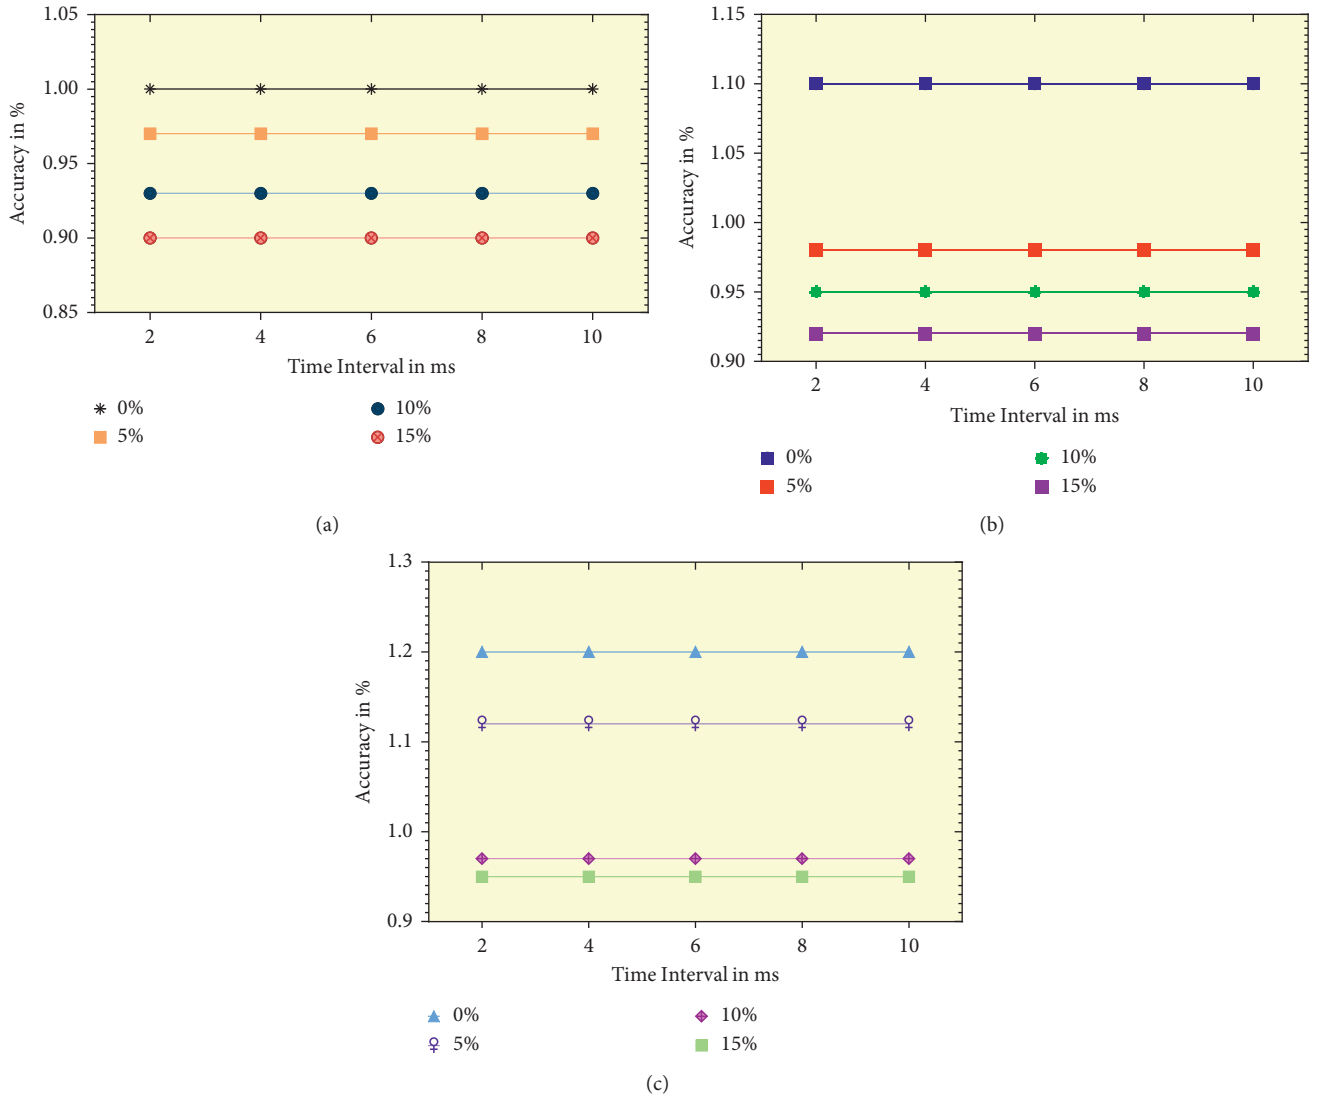 1.05
1.00
0.95
0.90
0.85
Accuracy in %
2 4 6 8 10
Time Interval in ms
0% 10%
5% 15%
(a)
1.15
1.10
1.05
1.00
0.95
0.90
Accuracy in %
2 4 6 8 10
Time Interval in ms
0% 10%
5% 15%
(b)
1.3
1.2
1.1
1.0
0.9
Accuracy in %
2 4 6 8 10
Time Interval in ms
0% 10%
5% 15%
(c)